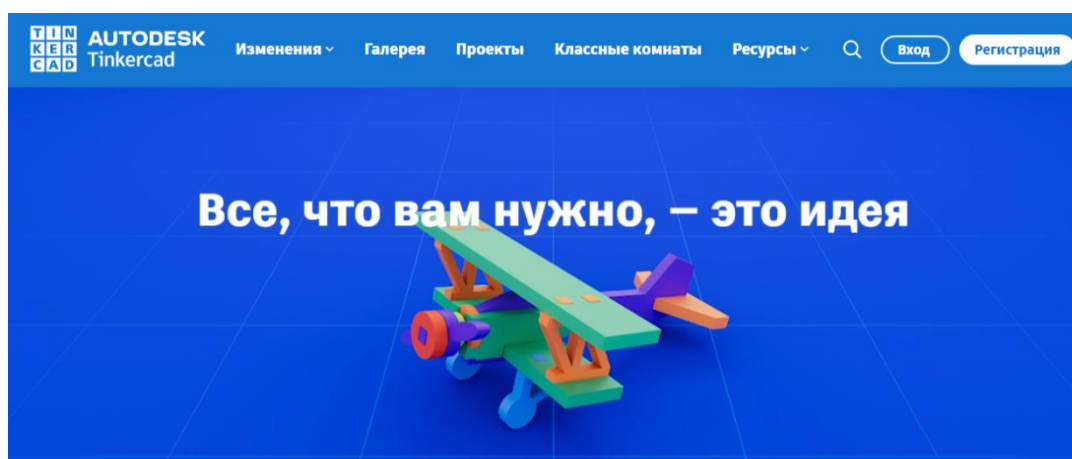 TIN
KER
CAD
AUTODESK
Tinkercad
Изменения Галерея Проекты Классные комнаты Ресурсы Вход Регистрация
Все, что вам нужно, – это идея